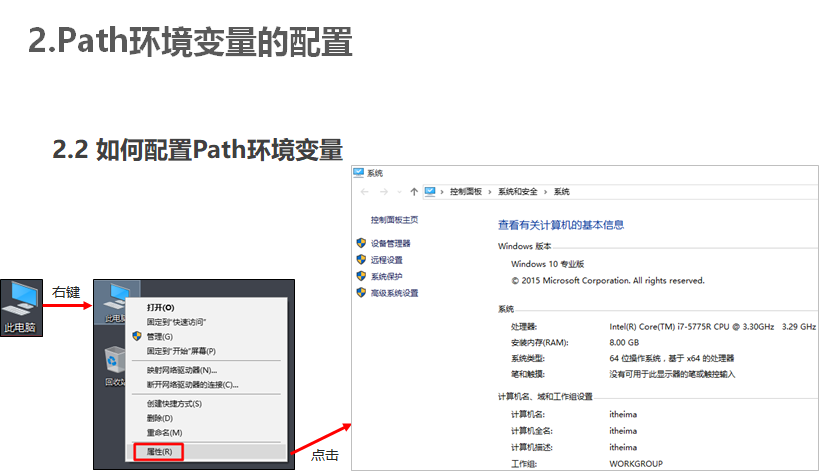 2.Path环境变量的配置
2.2 如何配置Path环境变量
此电脑
右键
此电脑
回收站
打开(O)
固定到"快速访问"
管理(G)
固定到"开始"屏幕(P)
映射网络驱动器(N)...
断开网络驱动器的连接(C)...
创建快捷方式(S)
删除(D)
重命名(M)
属性(R)
点击
系统
控制面板 › 系统和安全 › 系统
控制面板主页
设备管理器
远程设置
系统保护
高级系统设置
查看有关计算机的基本信息
Windows 版本
Windows 10 专业版
© 2015 Microsoft Corporation. All rights reserved.
系统
处理器: Intel(R) Core(TM) i7-5775R CPU @ 3.30GHz 3.29 GHz
安装内存(RAM): 8.00 GB
系统类型: 64 位操作系统，基于 x64 的处理器
笔和触摸: 没有可用于此显示器的笔或触控输入
计算机名、域和工作组设置
计算机名: itheima
计算机全名: itheima
计算机描述: itheima
工作组: WORKGROUP